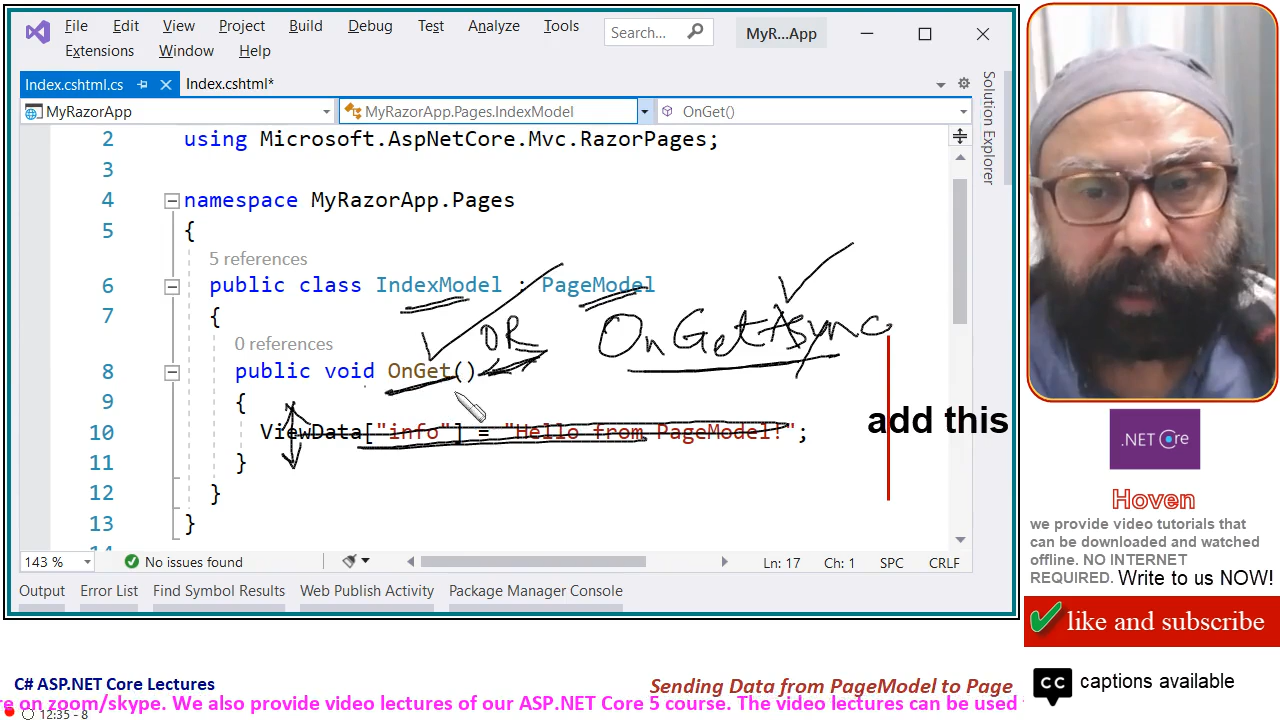 File Edit View Project Build Debug Test Analyze Tools Search... MyR...App
Extensions Window Help
Index.cshtml.cs Index.cshtml*
MyRazorApp MyRazorApp.Pages.IndexModel OnGet()
Solution Explorer
2 using Microsoft.AspNetCore.Mvc.RazorPages;
3
4 namespace MyRazorApp.Pages
5 {
5 references
6 public class IndexModel : PageModel
7 {
OR OnGetAsync
0 references
8 public void OnGet()
9 {
add this
10 ViewData["info"] = "Hello from PageModel!";
11 }
12 }
13 }
143 % No issues found Ln: 17 Ch: 1 SPC CRLF
Output Error List Find Symbol Results Web Publish Activity Package Manager Console
.NET Core
Hoven
we provide video tutorials that
can be downloaded and watched
offline. NO INTERNET
REQUIRED. Write to us NOW!
like and subscribe
CC captions available
C# ASP.NET Core Lectures
Sending Data from PageModel to Page
re on zoom/skype. We also provide video lectures of our ASP.NET Core 5 course. The video lectures can be used
12:35 - 8